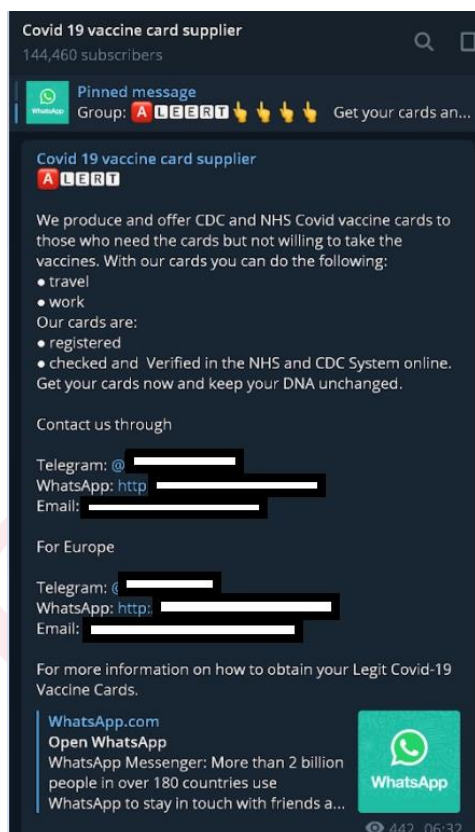 Covid 19 vaccine card supplier
144,460 subscribers
Pinned message
WhatsApp
Group: 🅰🅻🅴🅴🆁🆃👆👆👆👆 Get your cards an...
Covid 19 vaccine card supplier
🅰🅻🅴🆁🆃
We produce and offer CDC and NHS Covid vaccine cards to
those who need the cards but not willing to take the
vaccines. With our cards you can do the following:
● travel
● work
Our cards are:
● registered
● checked and Verified in the NHS and CDC System online.
Get your cards now and keep your DNA unchanged.
Contact us through
Telegram: @
WhatsApp: http
Email:
For Europe
Telegram:
WhatsApp: http:
Email:
For more information on how to obtain your Legit Covid-19
Vaccine Cards.
WhatsApp.com
Open WhatsApp
WhatsApp Messenger: More than 2 billion
people in over 180 countries use
WhatsApp to stay in touch with friends a...
WhatsApp
442 06:32